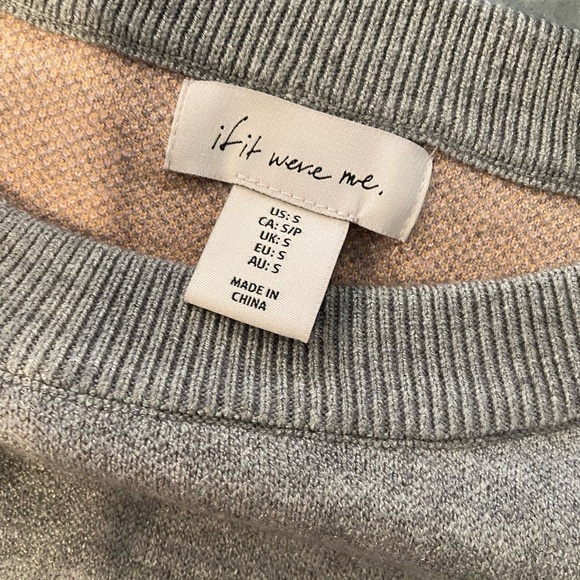 if it were me.
US: S
CA: S/P
UK: S
EU: S
AU: S
MADE IN
CHINA